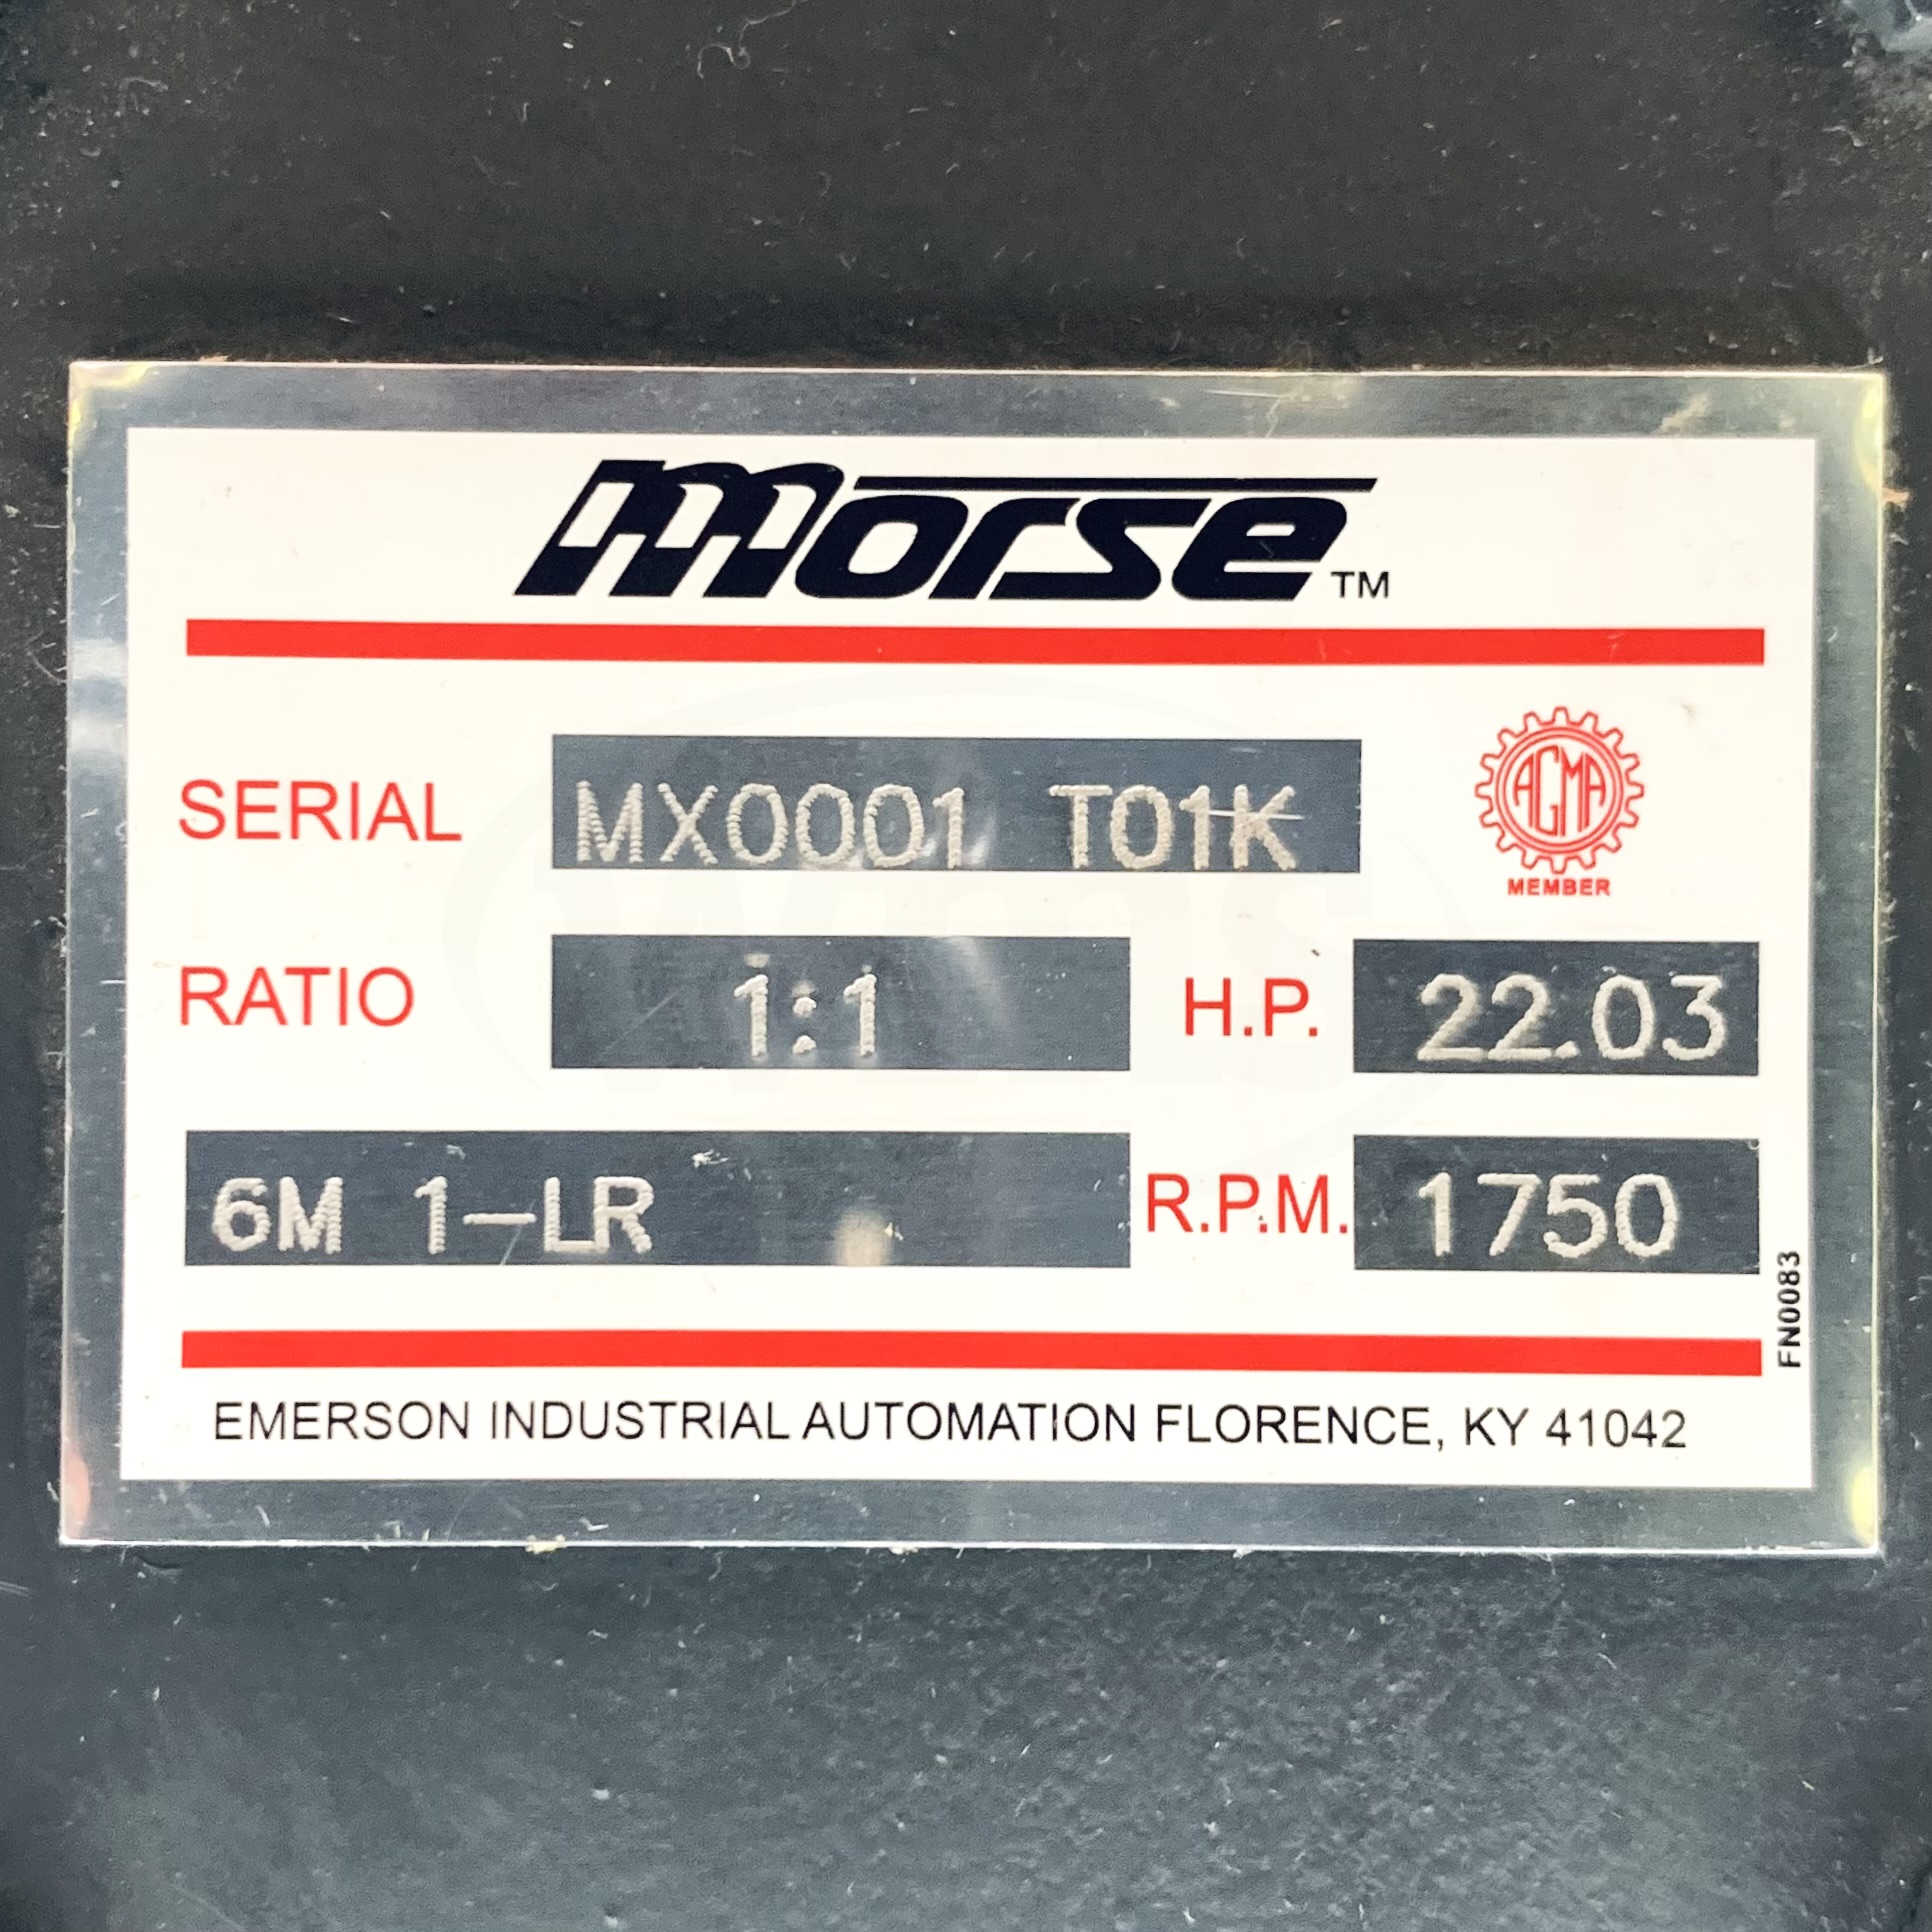 morse™
SERIAL MX0001 T01K
AGMA
MEMBER
RATIO 1:1 H.P. 22.03
6M 1-LR R.P.M. 1750
FN0083
EMERSON INDUSTRIAL AUTOMATION FLORENCE, KY 41042